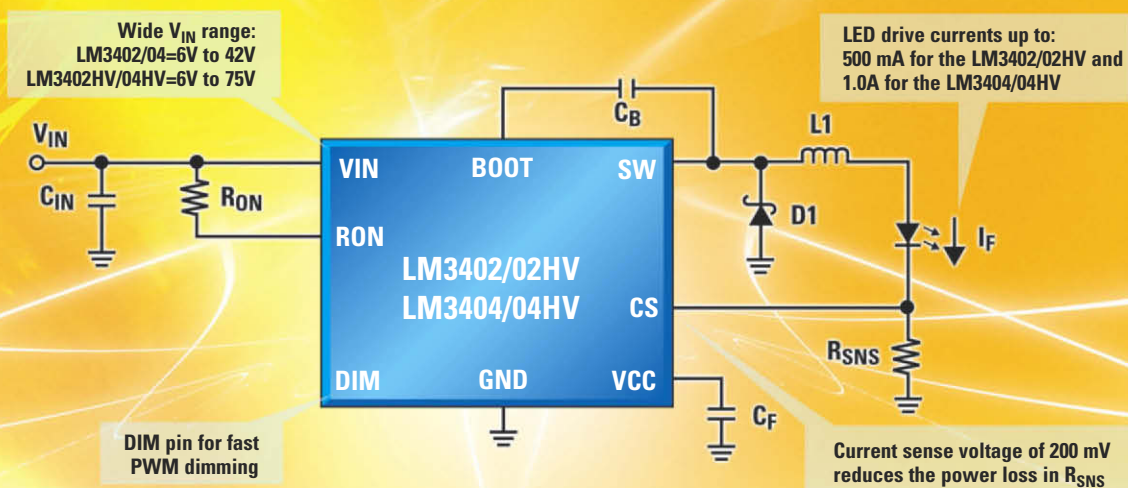 Wide VIN range:
LM3402/04=6V to 42V
LM3402HV/04HV=6V to 75V
LED drive currents up to:
500 mA for the LM3402/02HV and
1.0A for the LM3404/04HV
VIN
CIN
RON
CB
L1
D1
IF
RSNS
CF
VIN
BOOT
SW
RON
LM3402/02HV
LM3404/04HV
CS
DIM
GND
VCC
DIM pin for fast
PWM dimming
Current sense voltage of 200 mV
reduces the power loss in RSNS